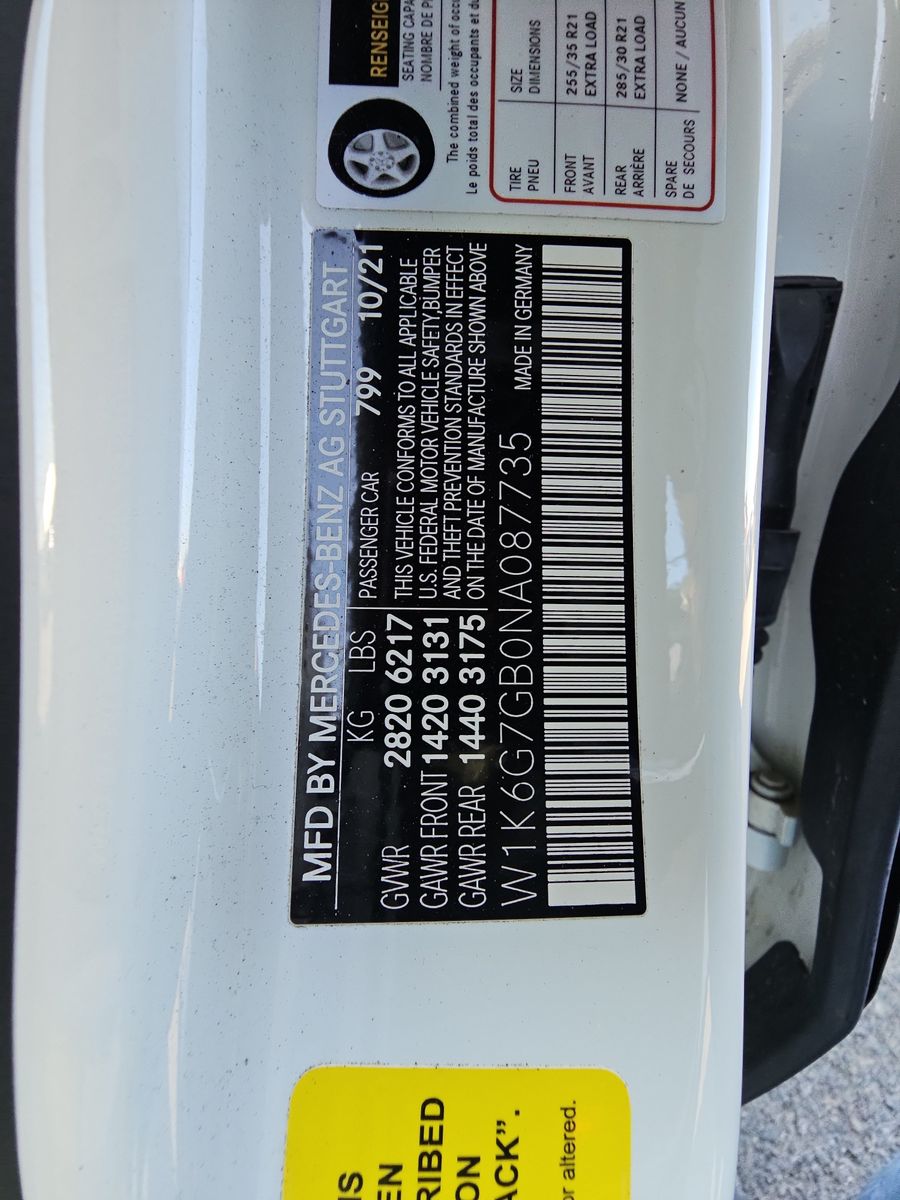 RENSEIG
SEATING CAPA
NOMBRE DE P
The combined weight of occu
Le poids total des occupants et du
TIRE SIZE
PNEU DIMENSIONS
FRONT 255/35 R21
AVANT EXTRA LOAD
REAR 285/30 R21
ARRIÈRE EXTRA LOAD
SPARE NONE / AUCUN
DE SECOURS
MFD BY MERCEDES-BENZ AG STUTTGART
KG LBS PASSENGER CAR 799 10/21
GVWR 2820 6217 THIS VEHICLE CONFORMS TO ALL APPLICABLE
GAWR FRONT 1420 3131 U.S. FEDERAL MOTOR VEHICLE SAFETY,BUMPER
AND THEFT PREVENTION STANDARDS IN EFFECT
GAWR REAR 1440 3175 ON THE DATE OF MANUFACTURE SHOWN ABOVE
W1K6G7GB0NA087735 MADE IN GERMANY
IS
EN
RIBED
ON
ACK".
or altered.